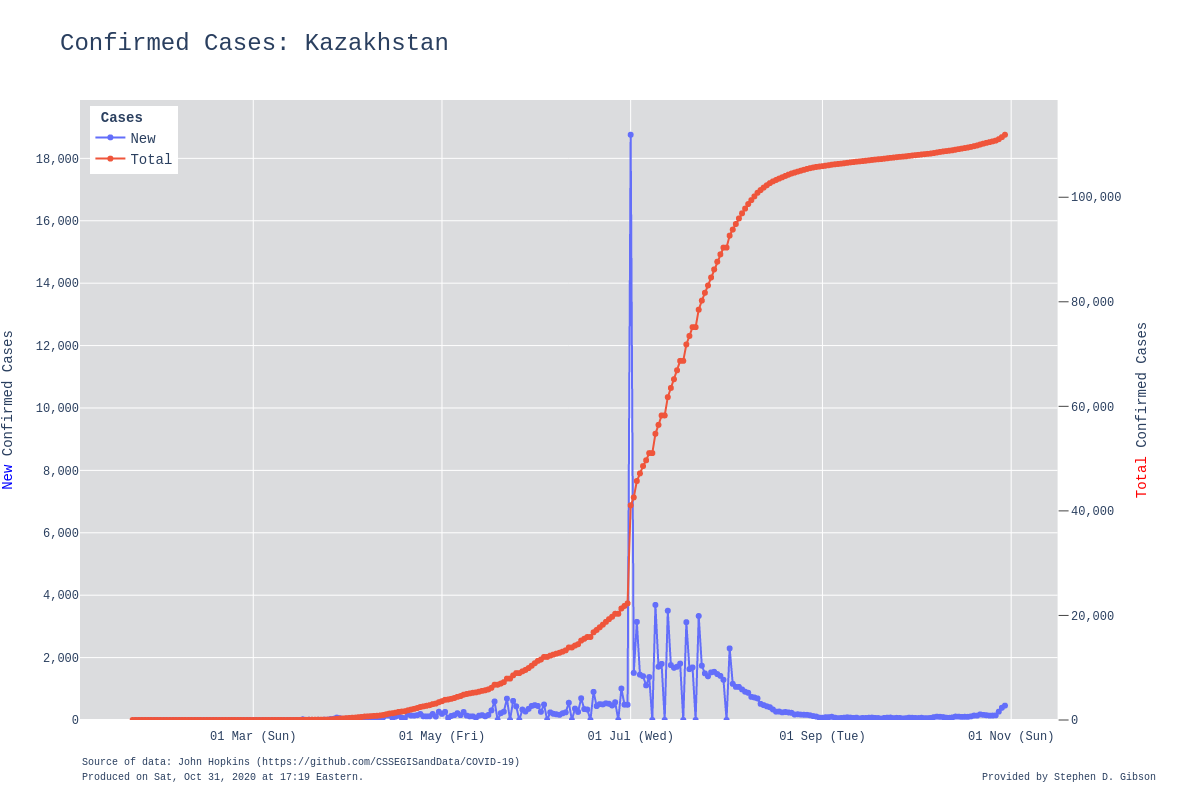 Confirmed Cases: Kazakhstan
Cases
New
Total
18,000
16,000
14,000
12,000
10,000
8,000
6,000
4,000
2,000
0
New Confirmed Cases
100,000
80,000
60,000
40,000
20,000
0
Total Confirmed Cases
01 Mar (Sun)
01 May (Fri)
01 Jul (Wed)
01 Sep (Tue)
01 Nov (Sun)
Source of data: John Hopkins (https://github.com/CSSEGISandData/COVID-19)
Produced on Sat, Oct 31, 2020 at 17:19 Eastern.
Provided by Stephen D. Gibson